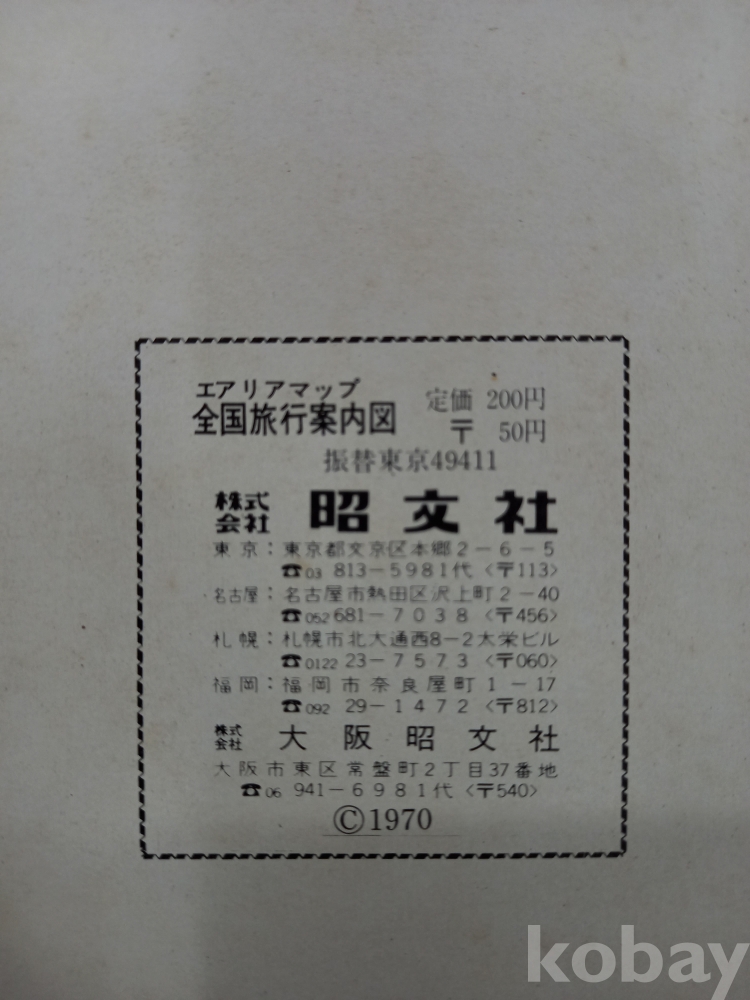 エアリアマップ
全国旅行案内図 定価 200円
〒 50円
振替東京49411
株式会社 昭文社
東京：東京都文京区本郷2－6－5
☎03 813－5981代〈〒113〉
名古屋：名古屋市熱田区沢上町2－40
☎052 681－7038〈〒456〉
札幌：札幌市北大通西8－2大栄ビル
☎0122 23－7573〈〒060〉
福岡：福岡市奈良屋町1－17
☎092 29－1472〈〒812〉
株式会社 大阪昭文社
大阪市東区常盤町2丁目37番地
☎06 941－6981代〈〒540〉
©1970
kobay